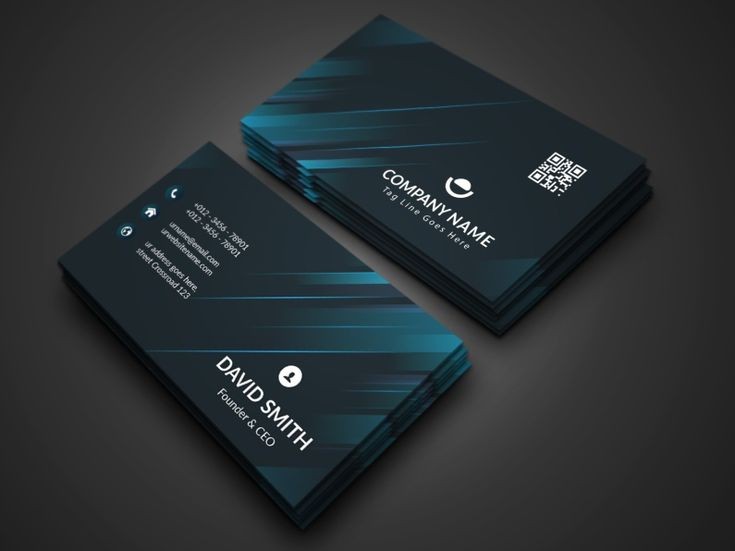 +012 - 3456 - 78901
+012 - 3456 - 78901
urname@email.com
urwebsitename.com
ur address goes here,
street Crossroad 123
DAVID SMITH
Founder & CEO
COMPANY NAME
Tag Line Goes Here